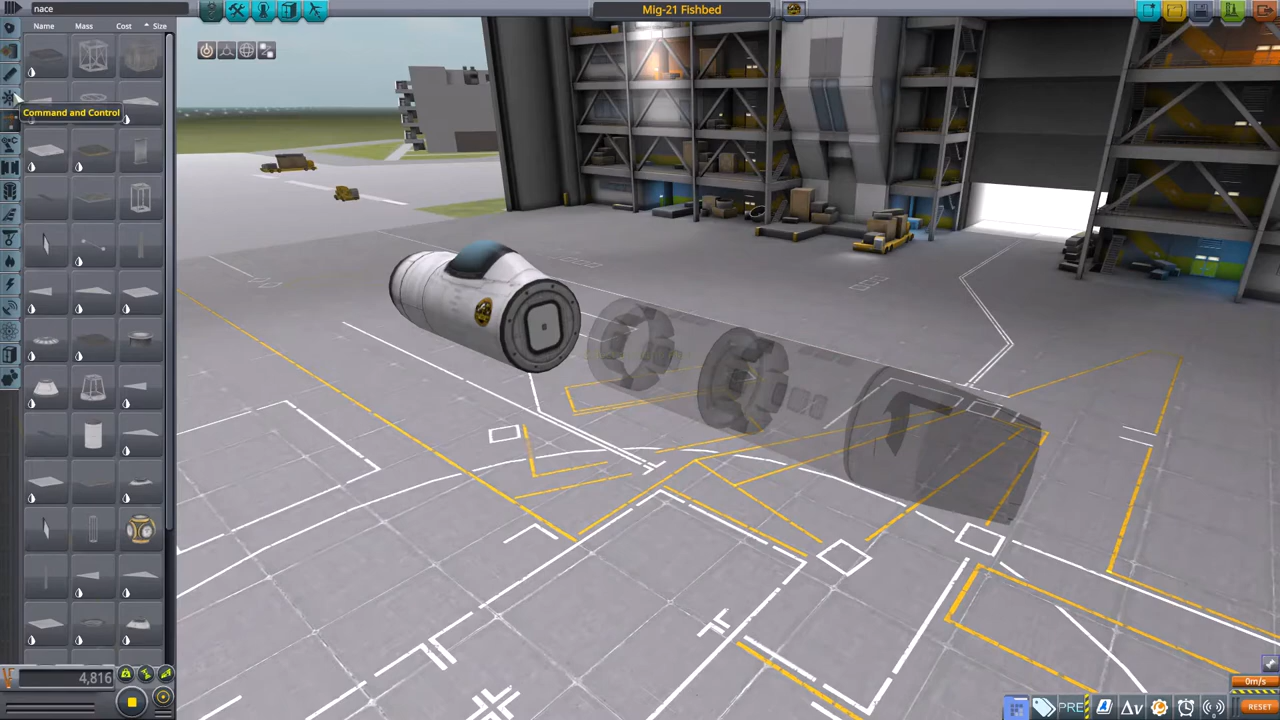 nace
Name Mass Cost Size
Command and Control
Mig-21 Fishbed
4,816
PRE
Δv
0m/s
RESET